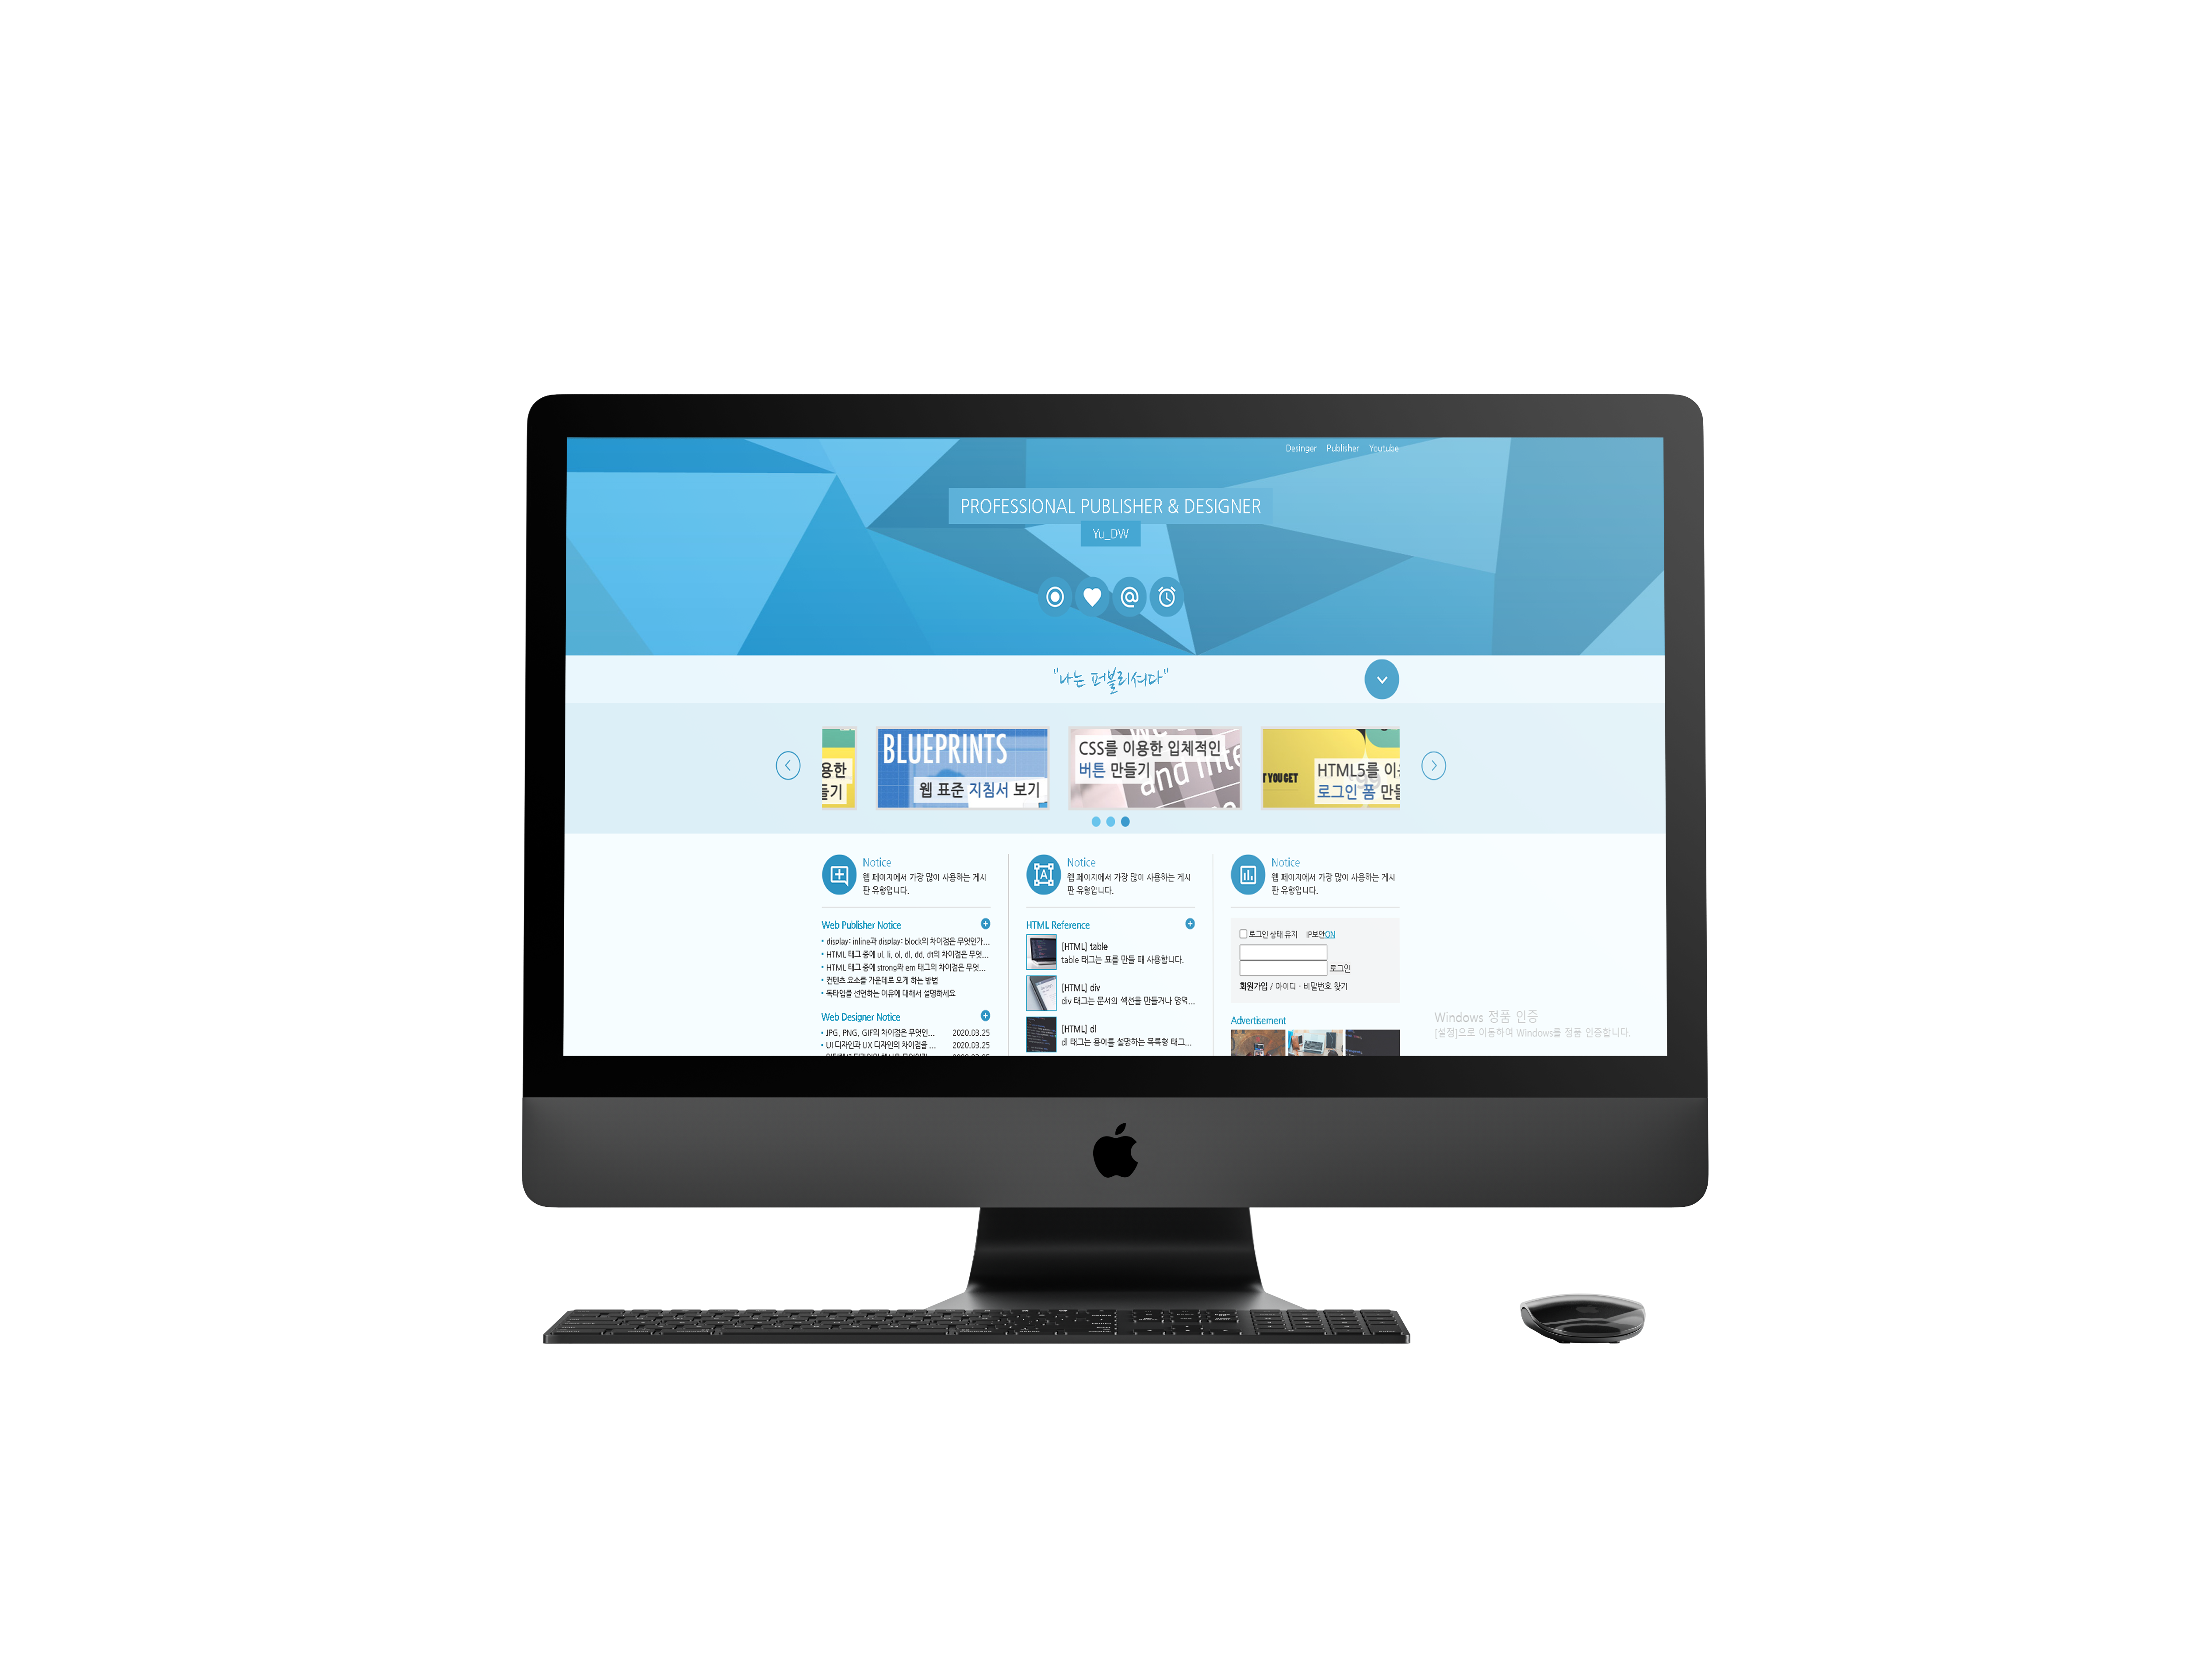 Desinger Publisher Youtube
PROFESSIONAL PUBLISHER & DESIGNER
Yu_DW
"나는 퍼블리셔다"
용한
들기
BLUEPRINTS
웹 표준 지침서 보기
CSS를 이용한 입체적인
버튼 만들기
and inte
T YOU GET
HTML5를 이용
로그인 폼 만들
Notice
웹 페이지에서 가장 많이 사용하는 게시
판 유형입니다.
Notice
웹 페이지에서 가장 많이 사용하는 게시
판 유형입니다.
Notice
웹 페이지에서 가장 많이 사용하는 게시
판 유형입니다.
Web Publisher Notice
display: inline과 display: block의 차이점은 무엇인가...
HTML 태그 중에 ul, li, ol, dl, dd, dt의 차이점은 무엇...
HTML 태그 중에 strong와 em 태그의 차이점은 무엇...
컨텐츠 요소를 가운데로 오게 하는 방법
독타입을 선언하는 이유에 대해서 설명하세요
Web Designer Notice
JPG, PNG, GIF의 차이점은 무엇인... 2020.03.25
UI 디자인과 UX 디자인의 차이점을 ... 2020.03.25
HTML Reference
[HTML] table
table 태그는 표를 만들 때 사용합니다.
[HTML] div
div 태그는 문서의 섹션을 만들거나 영역...
[HTML] dl
dl 태그는 용어를 설명하는 목록형 태그...
로그인 상태 유지 IP보안ON
로그인
회원가입 / 아이디 · 비밀번호 찾기
Advertisement
Windows 정품 인증
[설정]으로 이동하여 Windows를 정품 인증합니다.